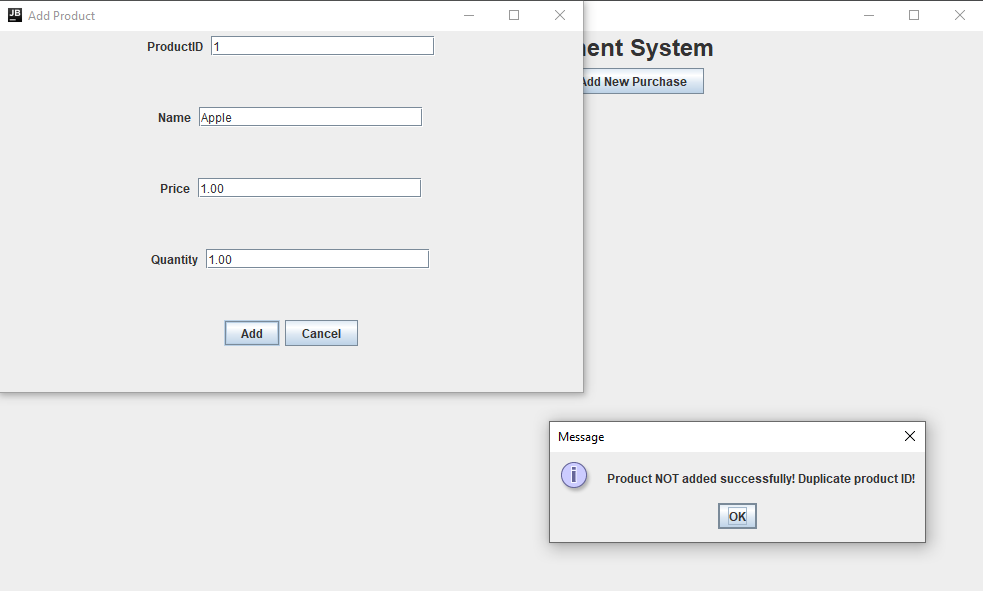 JB Add Product
ProductID 1
Name Apple
Price 1.00
Quantity 1.00
Add Cancel
System
Add New Purchase
Message
Product NOT added successfully! Duplicate product ID!
OK